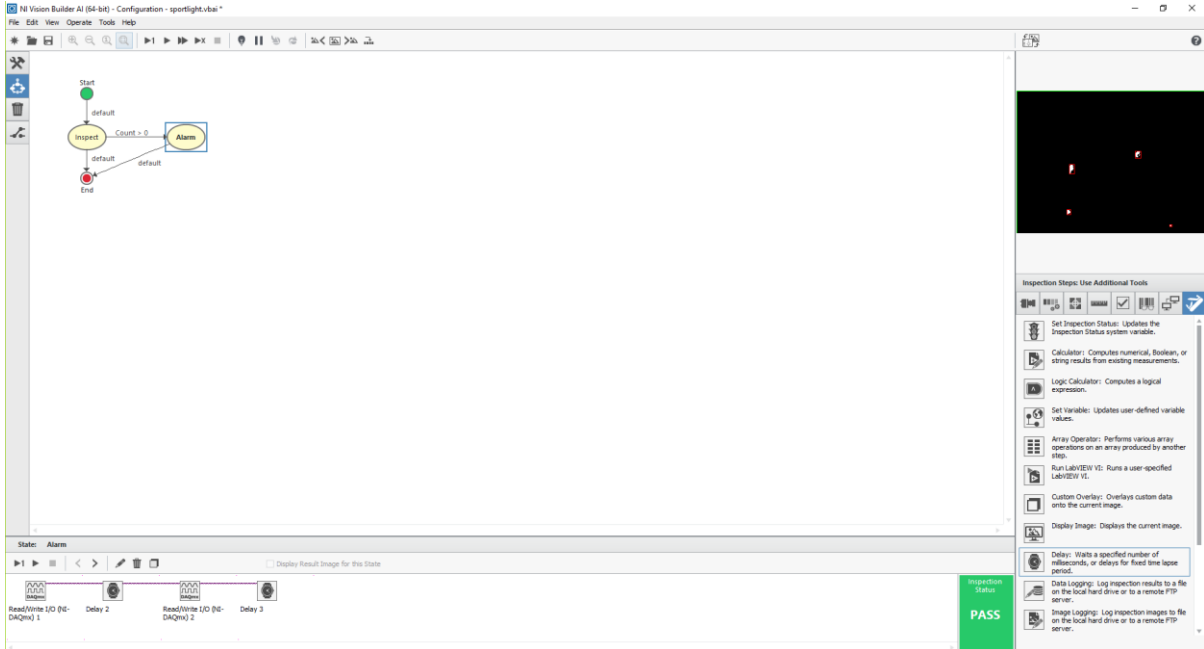 NI Vision Builder AI (64-bit) - Configuration - sportlight.vbai *
File Edit View Operate Tools Help
Start
default
Inspect
Count > 0
Alarm
default
default
End
Inspection Steps: Use Additional Tools
Set Inspection Status: Updates the
Inspection Status system variable.
Calculator: Computes numerical, Boolean, or
string results from existing measurements.
Logic Calculator: Computes a logical
expression.
Set Variable: Updates user-defined variable
values.
Array Operator: Performs various array
operations on an array produced by another
step.
Run LabVIEW VI: Runs a user-specified
LabVIEW VI.
Custom Overlay: Overlays custom data
onto the current image.
Display Image: Displays the current image.
Delay: Waits a specified number of
milliseconds, or delays for fixed time lapse
period.
Data Logging: Log inspection results to a file
on the local hard drive or to a remote FTP
server.
Image Logging: Log inspection images to file
on the local hard drive or to a remote FTP
server.
State: Alarm
Display Result Image for this State
Read/Write I/O (NI-
DAQmx) 1
Delay 2
Read/Write I/O (NI-
DAQmx) 2
Delay 3
Inspection
Status
PASS